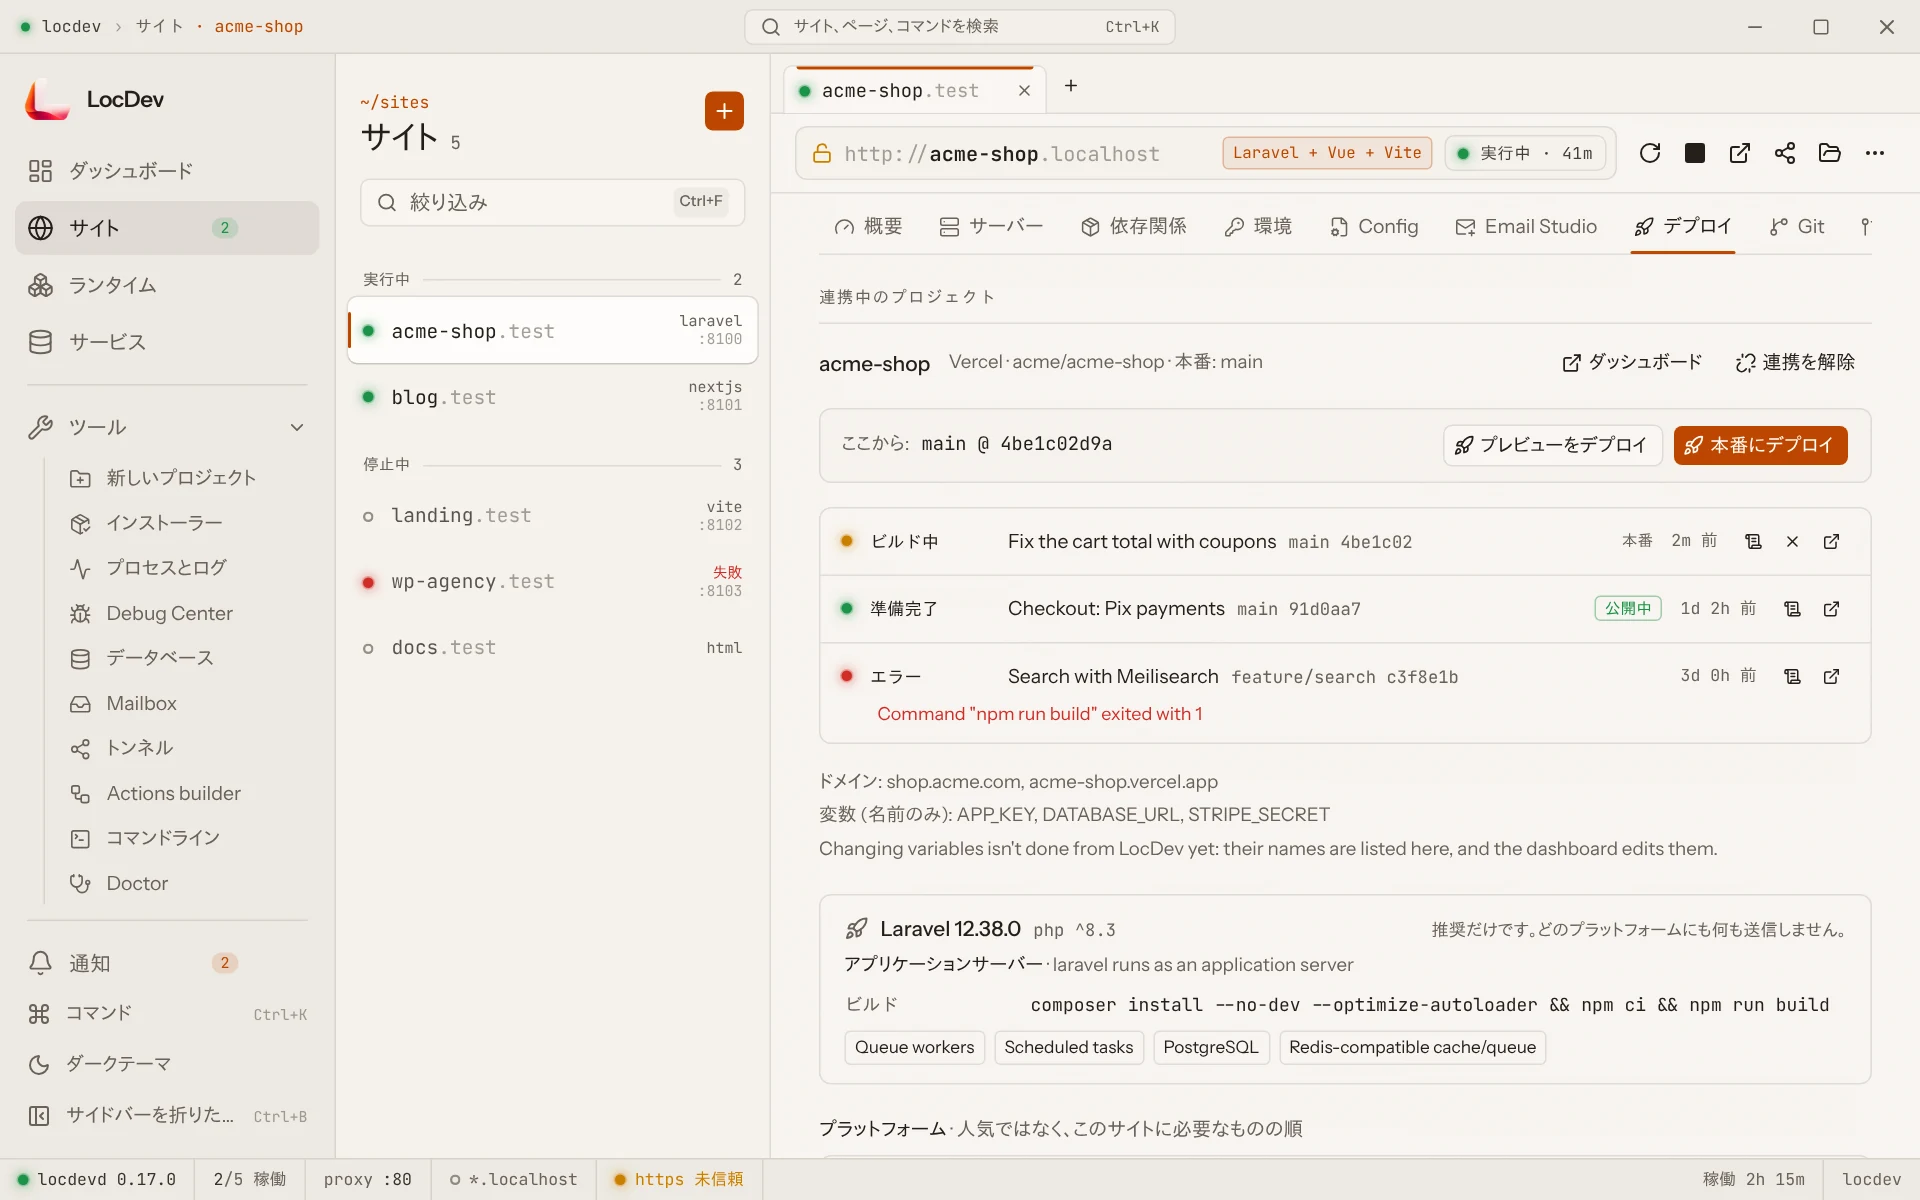 locdev › サイト · acme-shop
サイト、ページ、コマンドを検索 Ctrl+K
LocDev
ダッシュボード
サイト 2
ランタイム
サービス
ツール
新しいプロジェクト
インストーラー
プロセスとログ
Debug Center
データベース
Mailbox
トンネル
Actions builder
コマンドライン
Doctor
通知 2
コマンド Ctrl+K
ダークテーマ
サイドバーを折りた... Ctrl+B
~/sites
サイト 5
絞り込み Ctrl+F
実行中 2
acme-shop.test laravel :8100
blog.test nextjs :8101
停止中 3
landing.test vite :8102
wp-agency.test 失敗 :8103
docs.test html
acme-shop.test
http://acme-shop.localhost Laravel + Vue + Vite 実行中 · 41m
概要 サーバー 依存関係 環境 Config Email Studio デプロイ Git
連携中のプロジェクト
acme-shop Vercel · acme/acme-shop · 本番: main ダッシュボード 連携を解除
ここから: main @ 4be1c02d9a プレビューをデプロイ 本番にデプロイ
ビルド中 Fix the cart total with coupons main 4be1c02 本番 2m 前
準備完了 Checkout: Pix payments main 91d0aa7 公開中 1d 2h 前
エラー Search with Meilisearch feature/search c3f8e1b 3d 0h 前
Command "npm run build" exited with 1
ドメイン: shop.acme.com, acme-shop.vercel.app
変数 (名前のみ): APP_KEY, DATABASE_URL, STRIPE_SECRET
Changing variables isn't done from LocDev yet: their names are listed here, and the dashboard edits them.
Laravel 12.38.0 php ^8.3 推奨だけです。どのプラットフォームにも何も送信しません。
アプリケーションサーバー · laravel runs as an application server
ビルド composer install --no-dev --optimize-autoloader && npm ci && npm run build
Queue workers Scheduled tasks PostgreSQL Redis-compatible cache/queue
プラットフォーム · 人気ではなく、このサイトに必要なものの順
locdevd 0.17.0 2/5 稼働 proxy :80 *.localhost https 未信頼 稼働 2h 15m locdev